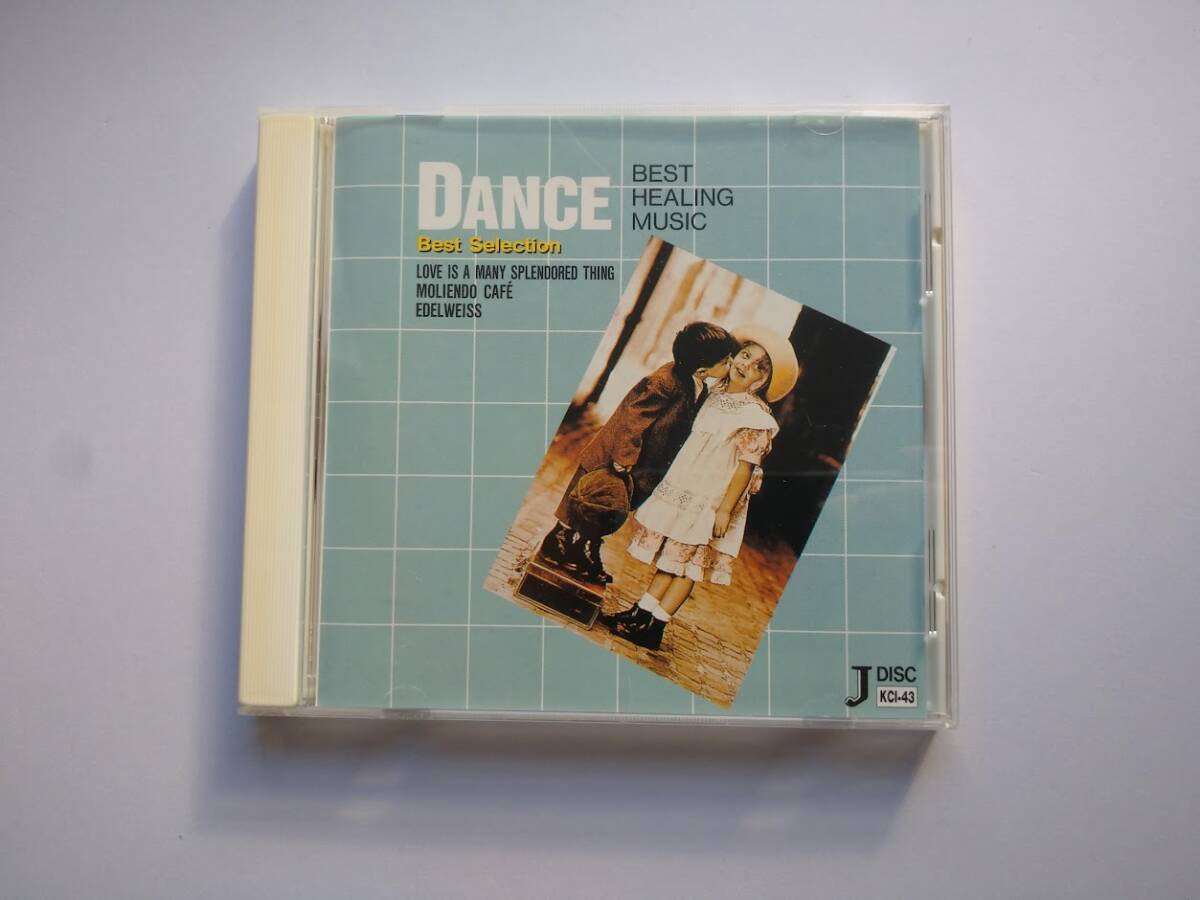 DANCE
Best Selection
BEST
HEALING
MUSIC
LOVE IS A MANY SPLENDORED THING
MOLIENDO CAFÉ
EDELWEISS
J DISC
KCI-43